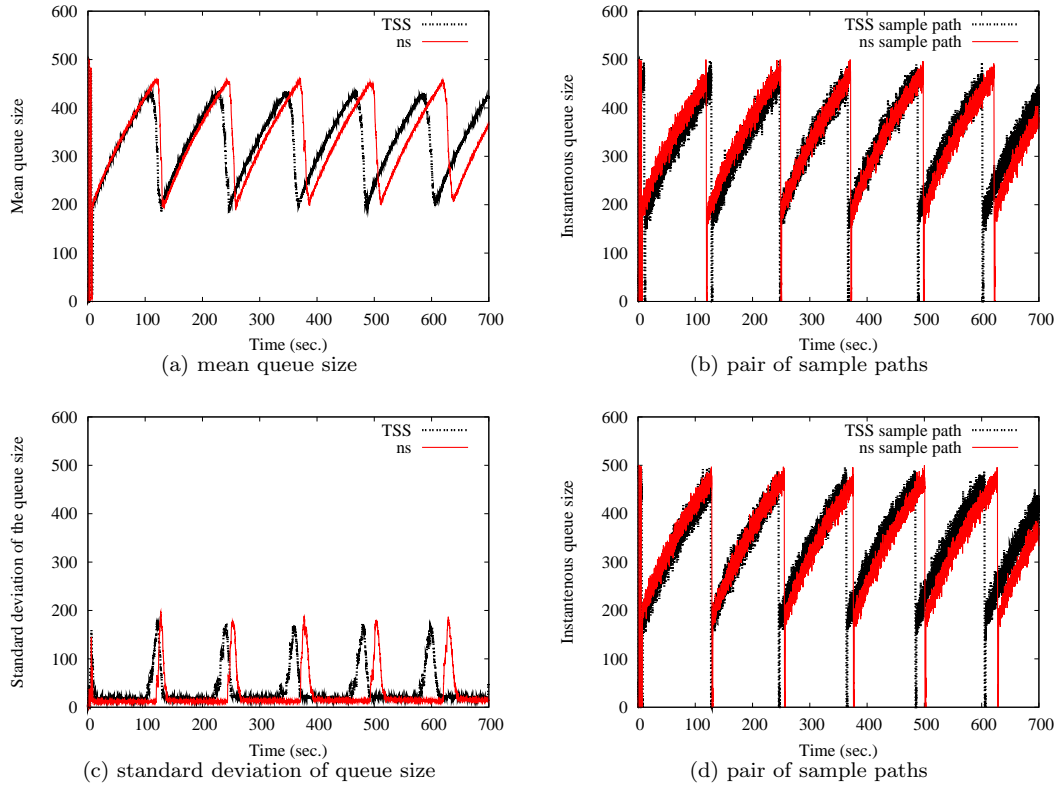 TSS
ns
600
500
400
300
200
100
0
Mean queue size
0 100 200 300 400 500 600 700
Time (sec.)
(a) mean queue size
TSS sample path
ns sample path
600
500
400
300
200
100
0
Instantenous queue size
0 100 200 300 400 500 600 700
Time (sec.)
(b) pair of sample paths
TSS
ns
600
500
400
300
200
100
0
Standard deviation of the queue size
0 100 200 300 400 500 600 700
Time (sec.)
(c) standard deviation of queue size
TSS sample path
ns sample path
600
500
400
300
200
100
0
Instantenous queue size
0 100 200 300 400 500 600 700
Time (sec.)
(d) pair of sample paths